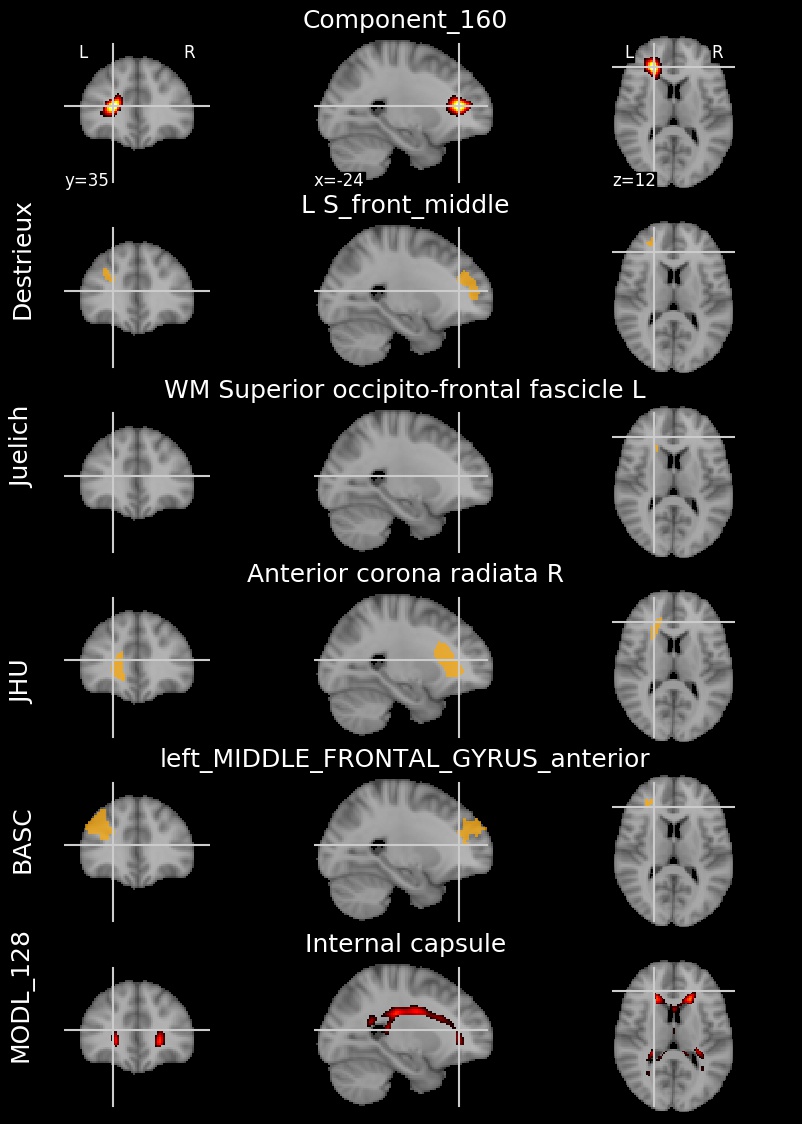 Component_160
L R
L R
y=35
x=-24
z=12
Destrieux
L S_front_middle
Juelich
WM Superior occipito-frontal fascicle L
JHU
Anterior corona radiata R
BASC
left_MIDDLE_FRONTAL_GYRUS_anterior
MODL_128
Internal capsule